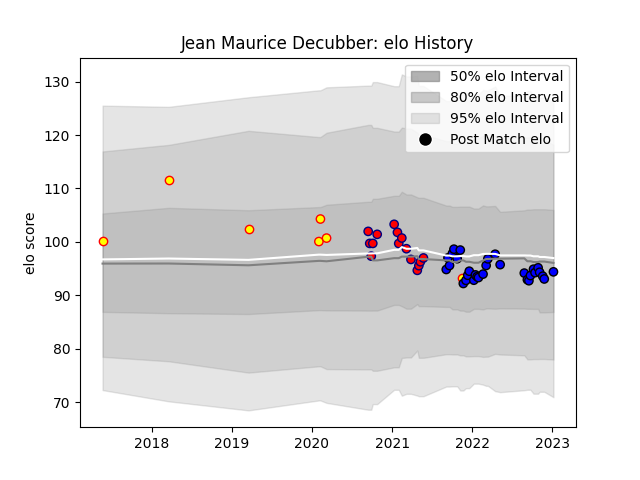 Jean Maurice Decubber: elo History
50% elo Interval
80% elo Interval
95% elo Interval
Post Match elo
elo score
130
120
110
100
90
80
70
2018 2019 2020 2021 2022 2023